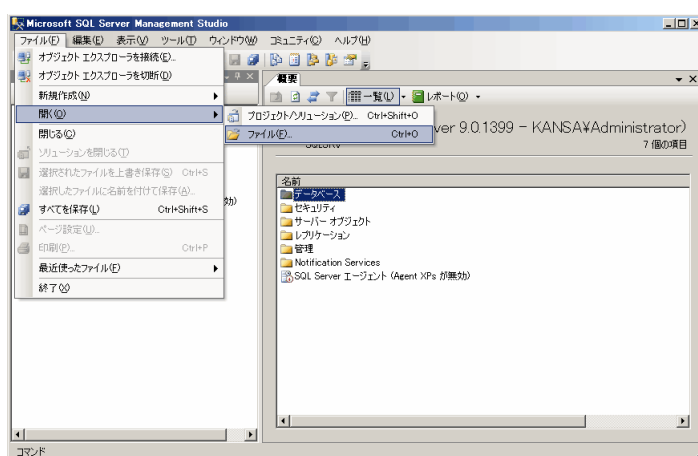 Microsoft SQL Server Management Studio
ファイル(F) 編集(E) 表示(V) ツール(T) ウィンドウ(W) コミュニティ(C) ヘルプ(H)
オブジェクト エクスプローラを接続(E)...
オブジェクト エクスプローラを切断(D)
新規作成(N)
開く(O)
プロジェクト/ソリューション(P)... Ctrl+Shift+O
ファイル(F)... Ctrl+O
閉じる(C)
ソリューションを閉じる(T)
選択されたファイルを上書き保存(S) Ctrl+S
選択したファイルに名前を付けて保存(A)...
すべてを保存(L) Ctrl+Shift+S
ページ設定(U)...
印刷(P)... Ctrl+P
最近使ったファイル(F)
終了(X)
効)
概要
一覧(L) レポート(O)
ver 9.0.1399 - KANSA¥Administrator)
7 個の項目
名前
データベース
セキュリティ
サーバー オブジェクト
レプリケーション
管理
Notification Services
SQL Server エージェント (Agent XPs が無効)
コマンド